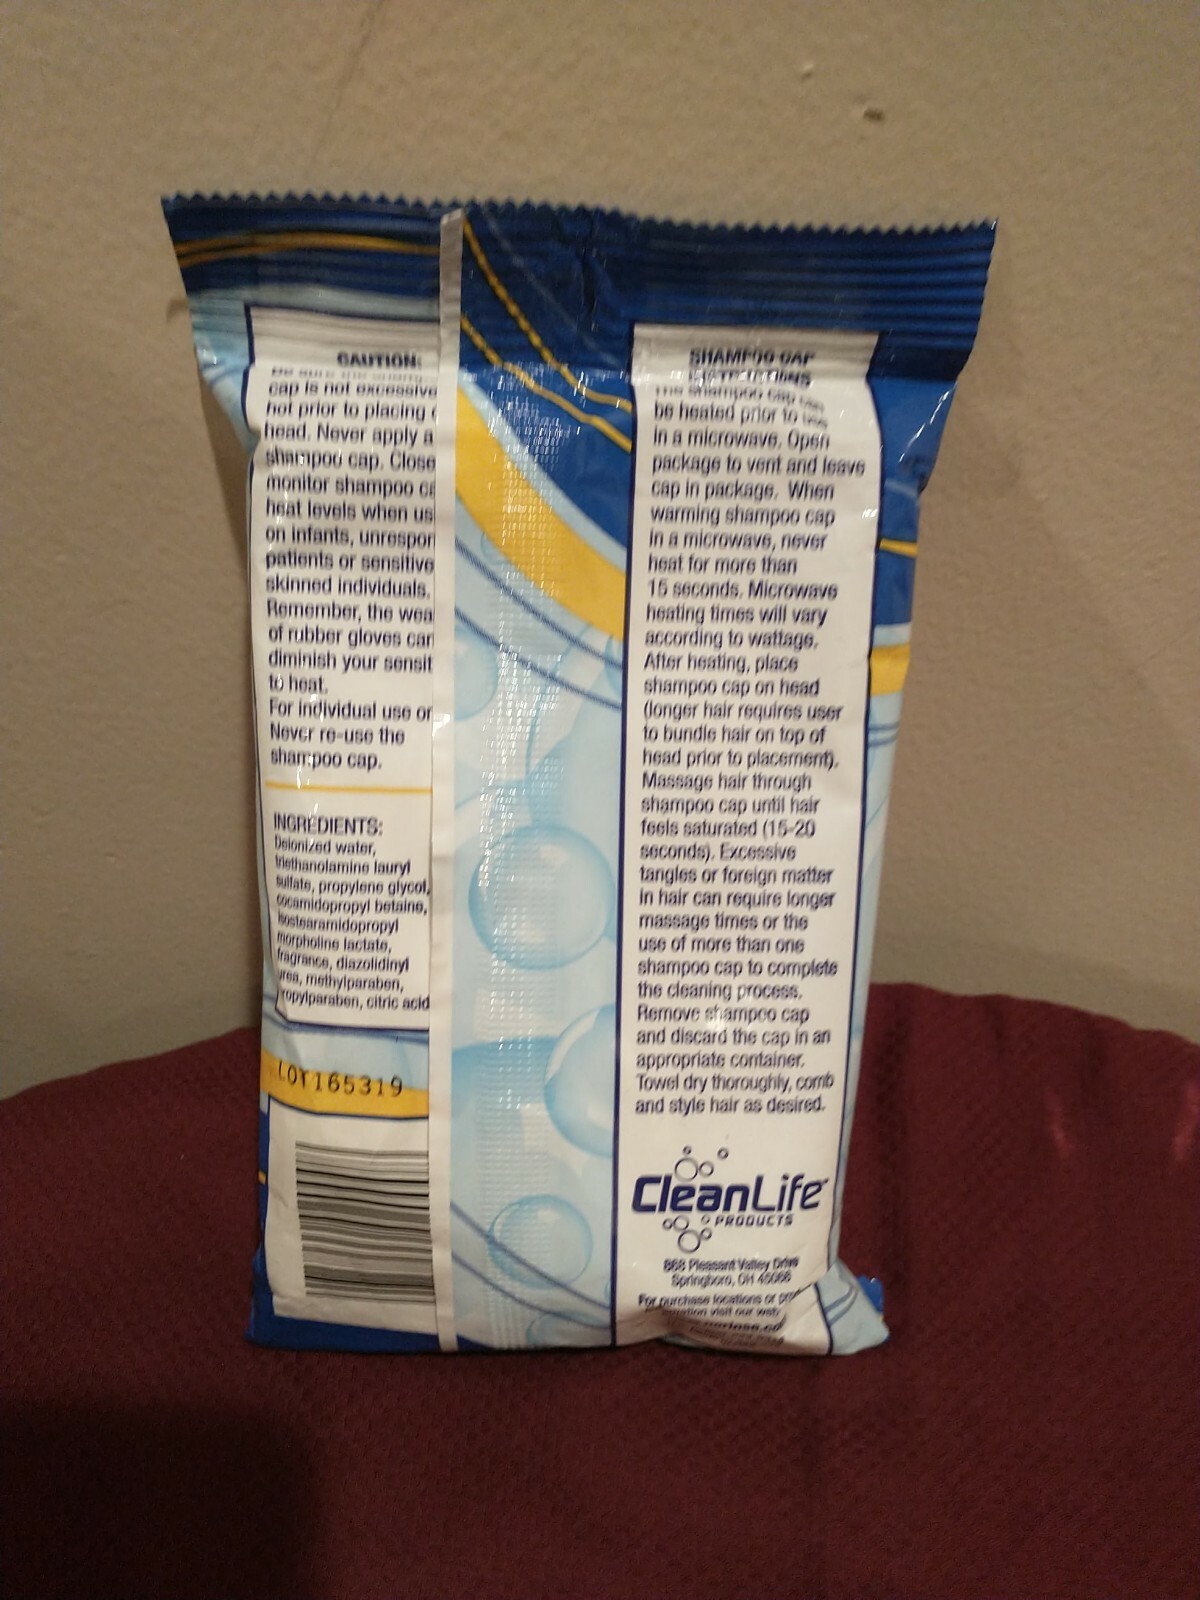 CAUTION:
cap is not excessive
hot prior to placing
head. Never apply a
shampoo cap. Close
monitor shampoo ca
heat levels when us
on infants, unrespon
patients or sensitive
skinned individuals.
Remember, the wea
of rubber gloves can
diminish your sensit
to heat.
For individual use on
Never re-use the
shampoo cap.
INGREDIENTS:
Deionized water,
triethanolamine lauryl
sulfate, propylene glycol,
cocamidopropyl betaine,
isostearamidopropyl
morpholine lactate,
fragrance, diazolidinyl
urea, methylparaben,
propylparaben, citric acid
LOT165319
SHAMPOO CAP
INSTRUCTIONS
The shampoo cap can
be heated prior to use
in a microwave. Open
package to vent and leave
cap in package. When
warming shampoo cap
in a microwave, never
heat for more than
15 seconds. Microwave
heating times will vary
according to wattage.
After heating, place
shampoo cap on head
(longer hair requires user
to bundle hair on top of
head prior to placement).
Massage hair through
shampoo cap until hair
feels saturated (15-20
seconds). Excessive
tangles or foreign matter
in hair can require longer
massage times or the
use of more than one
shampoo cap to complete
the cleaning process.
Remove shampoo cap
and discard the cap in an
appropriate container.
Towel dry thoroughly, comb
and style hair as desired.
CleanLife
PRODUCTS
868 Pleasant Valley Drive
Springboro, OH 45066
For purchase locations or
visit our web